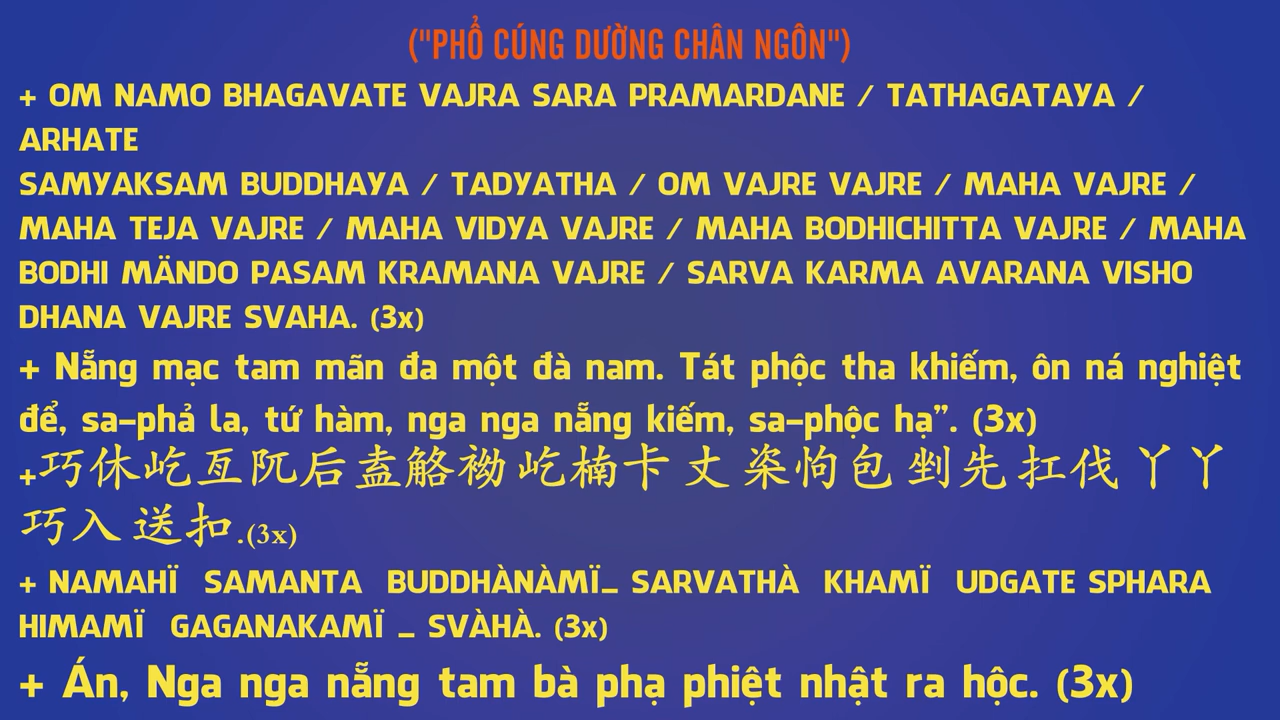 ("PHỔ CÚNG DƯỜNG CHÂN NGÔN")
+ OM NAMO BHAGAVATE VAJRA SARA PRAMARDANE / TATHAGATAYA /
ARHATE
SAMYAKSAM BUDDHAYA / TADYATHA / OM VAJRE VAJRE / MAHA VAJRE /
MAHA TEJA VAJRE / MAHA VIDYA VAJRE / MAHA BODHICHITTA VAJRE / MAHA
BODHI MÄNDO PASAM KRAMANA VAJRE / SARVA KARMA AVARANA VISHO
DHANA VAJRE SVAHA. (3x)
+ Nẵng mạc tam mãn đa một đà nam. Tát phộc tha khiếm, ôn ná nghiệt
để, sa-phả la, tứ hàm, nga nga nẵng kiếm, sa-phộc hạ”. (3x)
+巧休屹亙阢后盍觡袎屹楠卡丈 柒恦包 剉先扛伐 丫丫
巧入送扣.(3x)
+ NAMAHÏ SAMANTA BUDDHÀNÀMÏ_ SARVATHÀ KHAMÏ UDGATE SPHARA
HIMAMÏ GAGANAKAMÏ _ SVÀHÀ. (3x)
+ Án, Nga nga nẵng tam bà phạ phiệt nhật ra hộc. (3x)